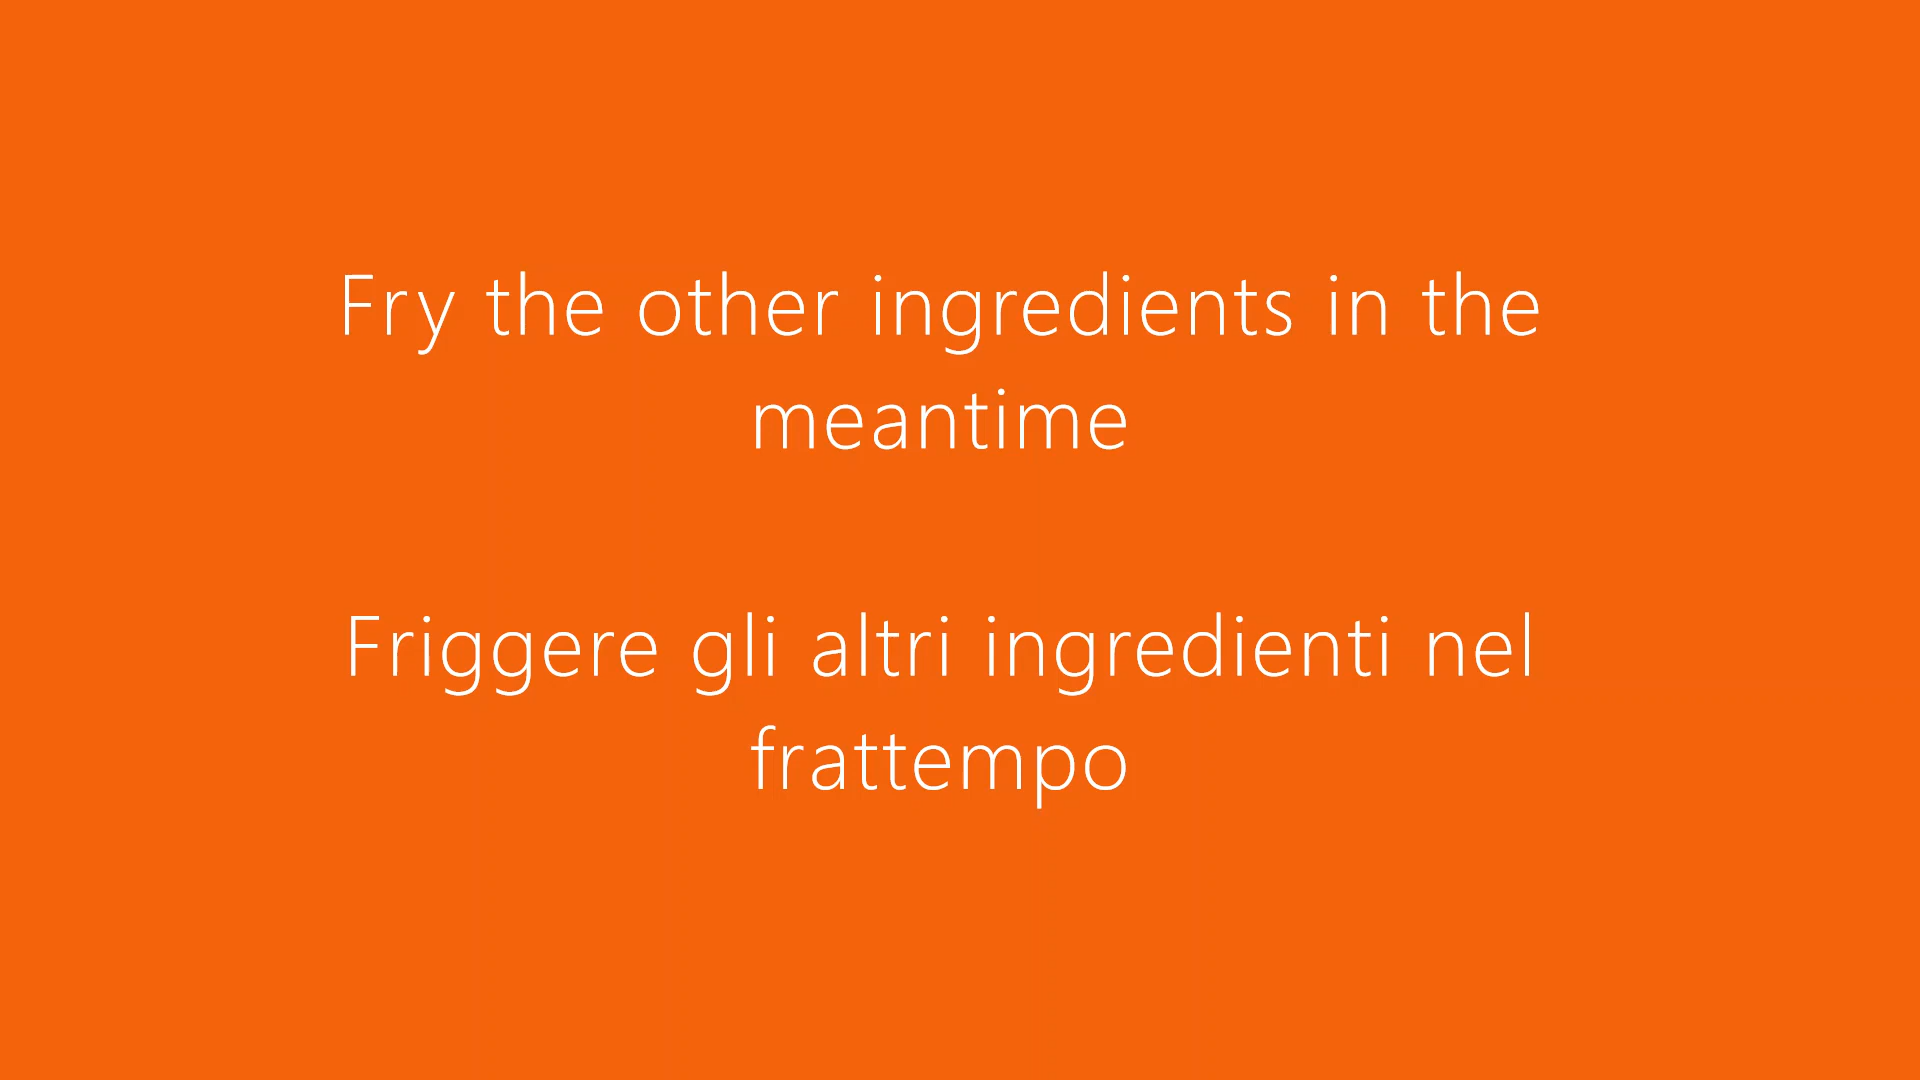 Fry the other ingredients in the
meantime
Friggere gli altri ingredienti nel
frattempo